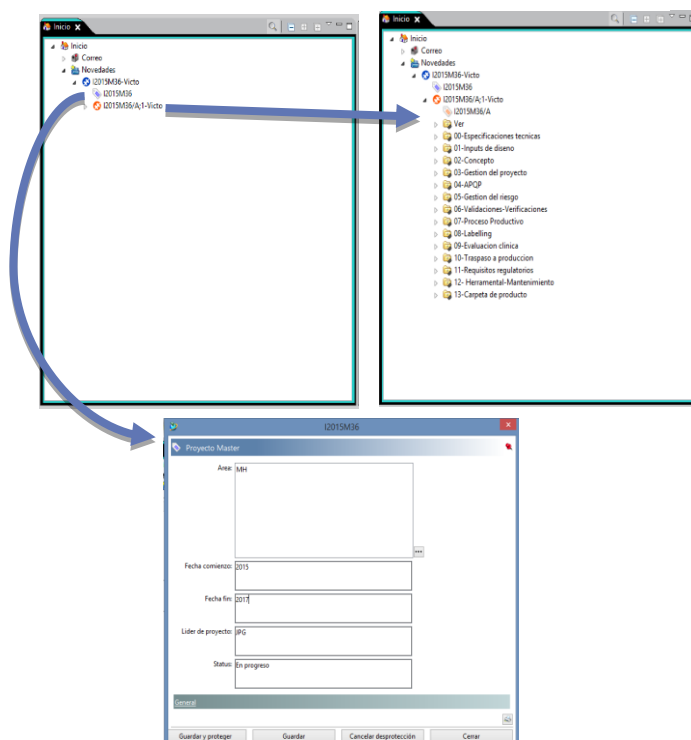 Inicio
Inicio
Correo
Novedades
I2015M36-Victo
I2015M36
I2015M36/A;1-Victo
Inicio
Inicio
Correo
Novedades
I2015M36-Victo
I2015M36
I2015M36/A;1-Victo
I2015M36/A
Ver
00-Especificaciones tecnicas
01-Inputs de diseno
02-Concepto
03-Gestion del proyecto
04-APQP
05-Gestion del riesgo
06-Validaciones-Verificaciones
07-Proceso Productivo
08-Labelling
09-Evaluacion clinica
10-Traspaso a produccion
11-Requisitos regulatorios
12- Herramental-Mantenimiento
13-Carpeta de producto
I2015M36
Proyecto Master
Area: MH
Fecha comienzo: 2015
Fecha fin: 2017
Lider de proyecto: JPG
Status: En progreso
General
Guardar y proteger Guardar Cancelar desprotección Cerrar